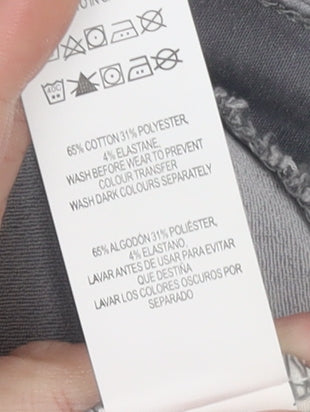 40C
65% COTTON 31% POLYESTER,
4% ELASTANE.
WASH BEFORE WEAR TO PREVENT
COLOUR TRANSFER
WASH DARK COLOURS SEPARATELY
65% ALGODÓN 31% POLIÉSTER,
4% ELASTANO.
LAVAR ANTES DE USAR PARA EVITAR
QUE DESTIÑA
LAVAR LOS COLORES OSCUROS POR
SEPARADO